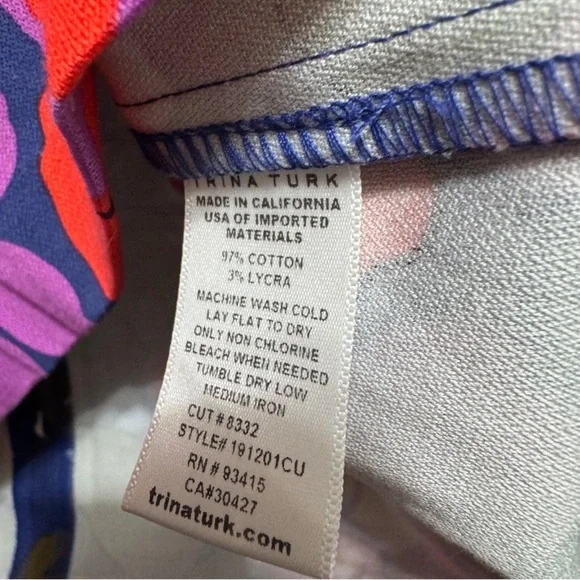 TRINA TURK
MADE IN CALIFORNIA
USA OF IMPORTED
MATERIALS
97% COTTON
3% LYCRA
MACHINE WASH COLD
LAY FLAT TO DRY
ONLY NON CHLORINE
BLEACH WHEN NEEDED
TUMBLE DRY LOW
MEDIUM IRON
CUT # 8332
STYLE# 191201CU
RN # 93415
CA#30427
trinaturk.com